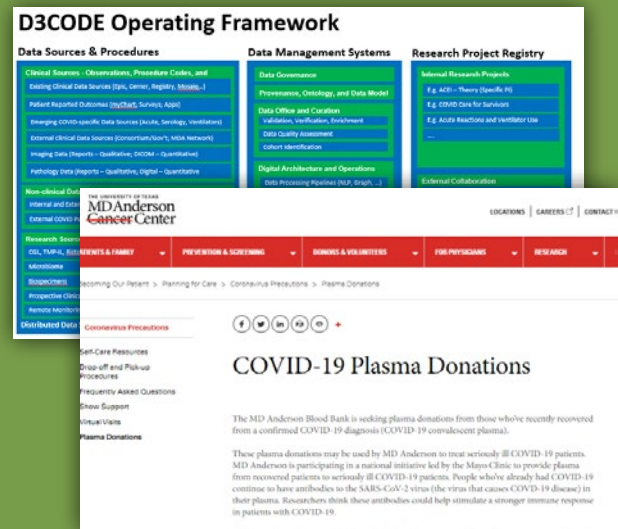 D3CODE Operating Framework
Data Sources & Procedures
Clinical Sources - Observations, Procedure Codes, and
Existing Clinical Data Sources (Epic, Cerner, Registry, Mosaiq...)
Patient Reported Outcomes (myChart, Surveys, Apps)
Emerging COVID-specific Data Sources (Acute, Serology, Ventilators)
External Clinical Data Sources (Consortium/Gov't, MDA Network)
Imaging Data (Reports – Qualitative; DICOM – Quantitative)
Pathology Data (Reports – Qualitative, Digital – Quantitative
Non-clinical Data
Internal and Exter
External COVID Po
Research Source
CGL, TMP-IL,
Microbiome
Biospecimens
Prospective Clinica
Remote Monitorin
Distributed Data S
Data Management Systems
Data Governance
Provenance, Ontology, and Data Model
Data Office and Curation
Validation, Verification, Enrichment
Data Quality Assessment
Cohort Identification
Digital Architecture and Operations
Data Processing Pipelines (NLP, Graph, ...)
Research Project Registry
Internal Research Projects
E.g. ACEi – Theory (Specific PI)
E.g. COVID Care for Survivors
E.g. Acute Reactions and Ventilator Use
....
External Collaboration
THE UNIVERSITY OF TEXAS
MDAnderson
Cancer Center
LOCATIONS | CAREERS | CONTACT
ATIENTS & FAMILY
PREVENTION & SCREENING
DONORS & VOLUNTEERS
FOR PHYSICIANS
RESEARCH
ecoming Our Patient > Planning for Care > Coronavirus Precautions > Plasma Donations
Coronavirus Precautions
Self-Care Resources
Drop-off and Pick-up
Procedures
Frequently Asked Questions
Show Support
Virtual Visits
Plasma Donations
COVID-19 Plasma Donations
The MD Anderson Blood Bank is seeking plasma donations from those who've recently recovered
from a confirmed COVID-19 diagnosis (COVID-19 convalescent plasma).
These plasma donations may be used by MD Anderson to treat seriously ill COVID-19 patients.
MD Anderson is participating in a national initiative led by the Mayo Clinic to provide plasma
from recovered patients to seriously ill COVID-19 patients. People who've already had COVID-19
continue to have antibodies to the SARS-CoV-2 virus (the virus that causes COVD-19 disease) in
their plasma. Researchers think these antibodies could help stimulate a stronger immune response
in patients with COVID-19.